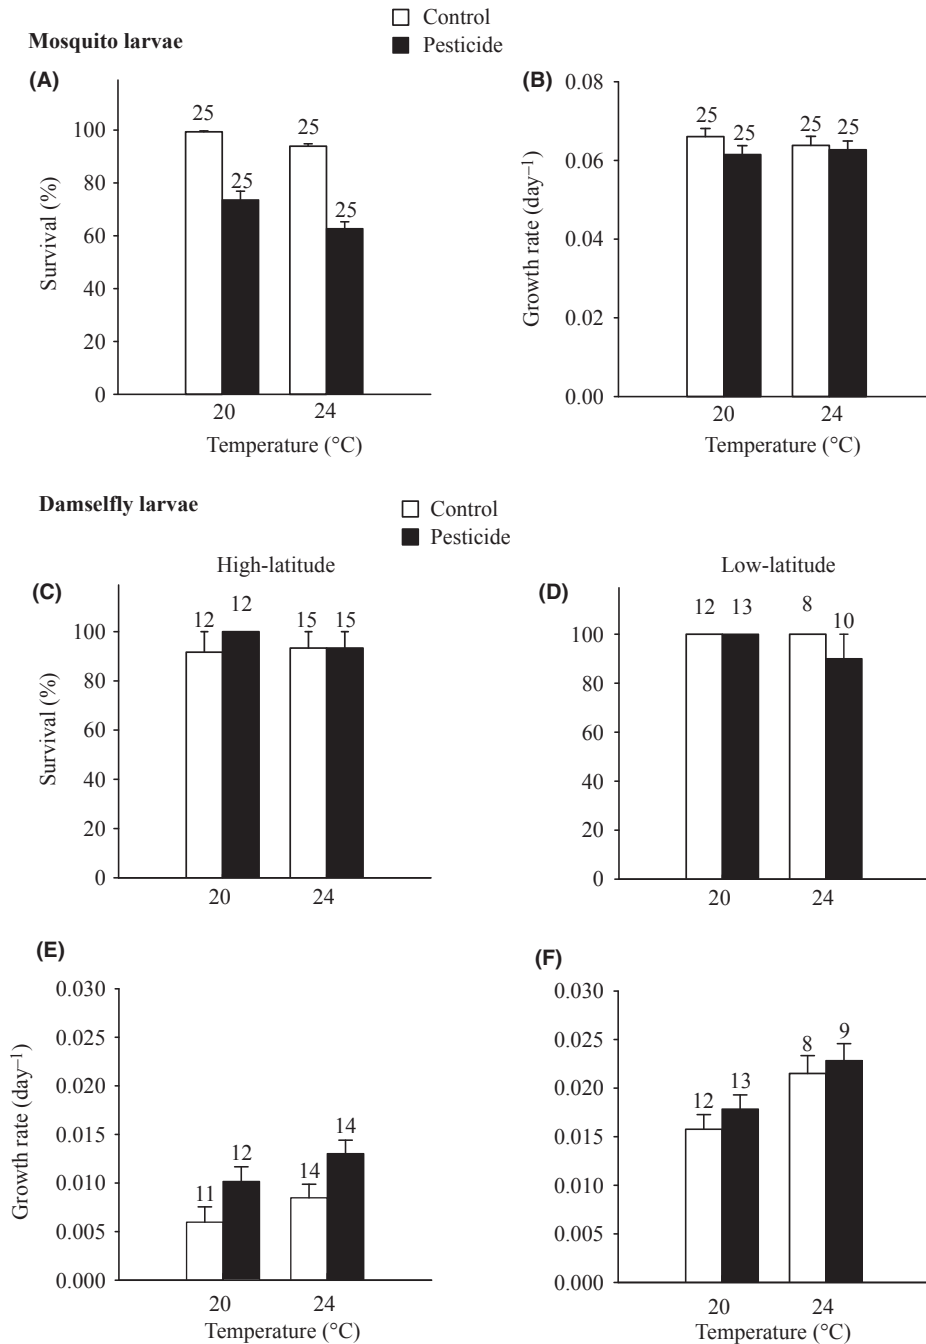 Control
Mosquito larvae
Pesticide
(A)
25 25
25
25
100
80
60
40
20
0
Survival (%)
20 24
Temperature (°C)
(B)
0.08
25 25 25 25
0.06
0.04
0.02
0.00
Growth rate (day⁻¹)
20 24
Temperature (°C)
Damselfly larvae
Control
Pesticide
High-latitude
(C)
12 12 15 15
100
80
60
40
20
0
Survival (%)
20 24
Low-latitude
(D)
12 13 8 10
100
80
60
40
20
0
20 24
(E)
0.030
0.025
0.020
0.015
0.010
0.005
0.000
Growth rate (day⁻¹)
11 12 14 14
20 24
Temperature (°C)
(F)
0.030
0.025
0.020
0.015
0.010
0.005
0.000
12 13 8 9
20 24
Temperature (°C)